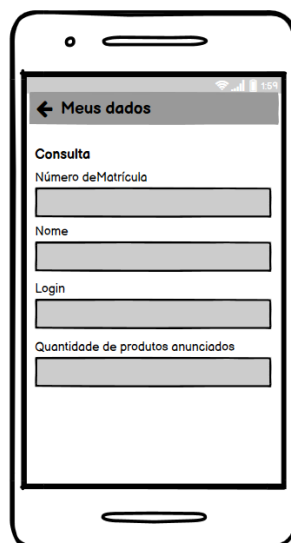 1:59
Meus dados
Consulta
Número deMatrícula
Nome
Login
Quantidade de produtos anunciados